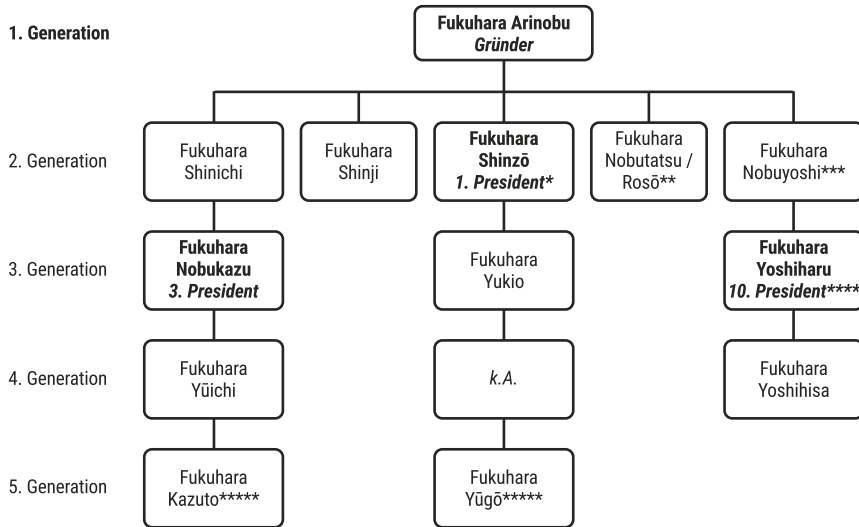 1. Generation
Fukuhara Arinobu
Gründer
2. Generation
Fukuhara
Shinichi
Fukuhara
Shinji
Fukuhara
Shinzō
1. President*
Fukuhara
Nobutatsu /
Rosō**
Fukuhara
Nobuyoshi***
3. Generation
Fukuhara
Nobukazu
3. President
Fukuhara
Yukio
Fukuhara
Yoshiharu
10. President****
4. Generation
Fukuhara
Yūichi
k.A.
Fukuhara
Yoshihisa
5. Generation
Fukuhara
Kazuto*****
Fukuhara
Yūgō*****